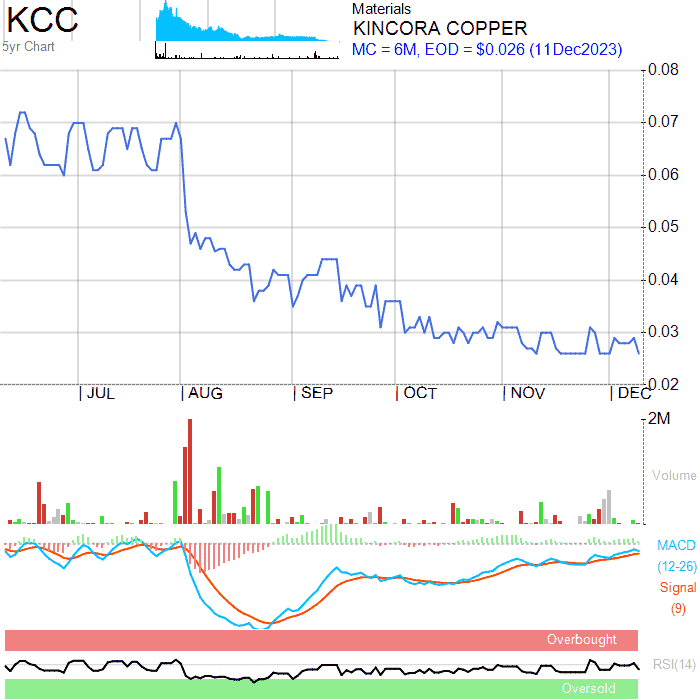 KCC
5yr Chart
Materials
KINCORA COPPER
MC = 6M, EOD = $0.026 (11Dec2023)
0.08
0.07
0.06
0.05
0.04
0.03
0.02
JUL AUG SEP OCT NOV DEC
2M
Volume
MACD
(12-26)
Signal
(9)
Overbought
RSI(14)
Oversold